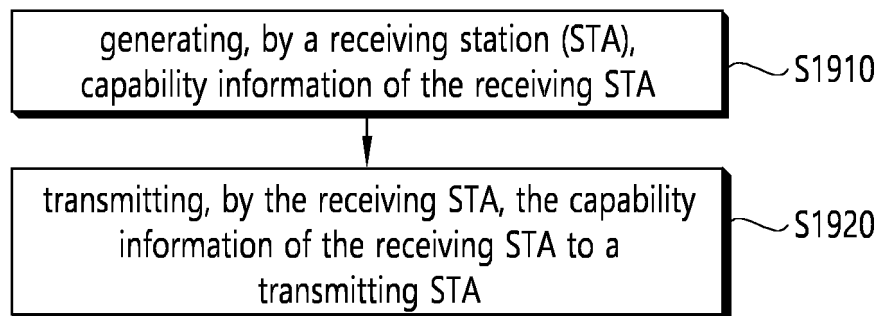 generating, by a receiving station (STA),
capability information of the receiving STA
S1910
transmitting, by the receiving STA, the capability
information of the receiving STA to a
transmitting STA
S1920